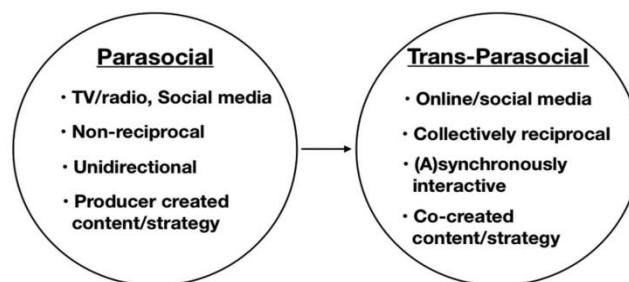 Parasocial
· TV/radio, Social media
· Non-reciprocal
· Unidirectional
· Producer created
content/strategy
Trans-Parasocial
· Online/social media
· Collectively reciprocal
· (A)synchronously
interactive
· Co-created
content/strategy